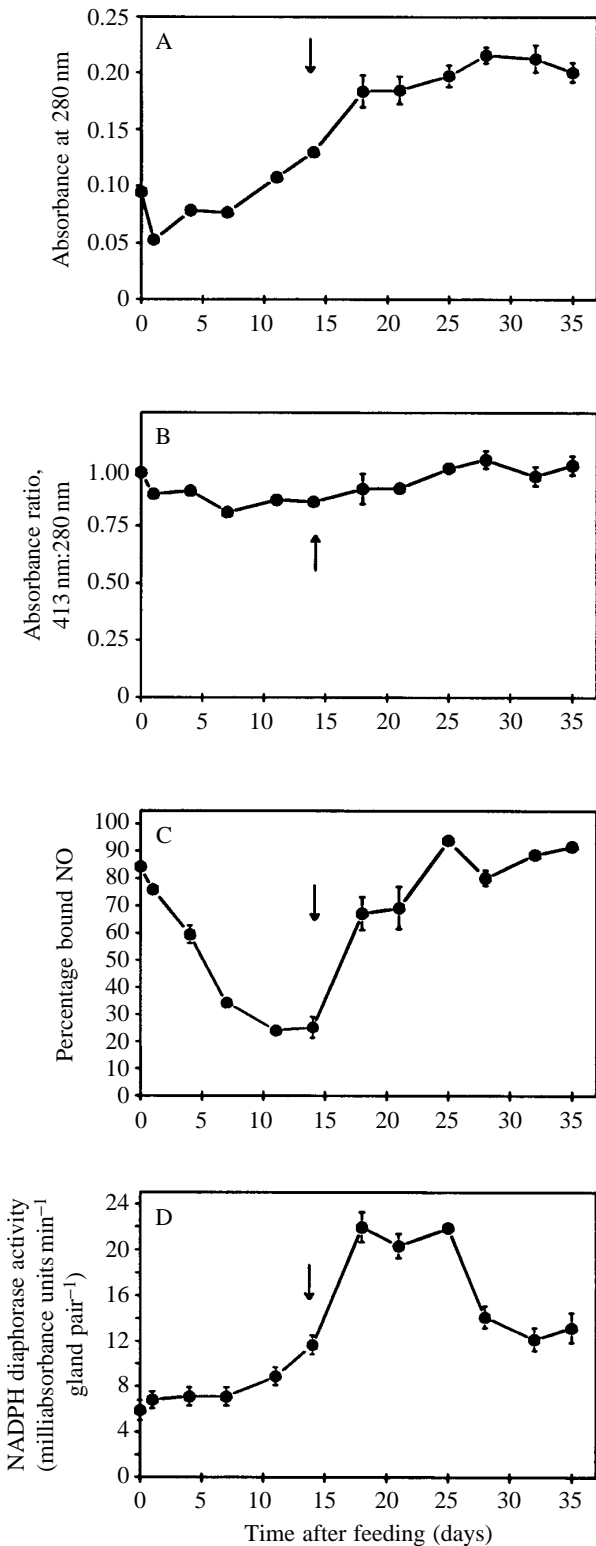 A
Absorbance at 280 nm
0.25
0.20
0.15
0.10
0.05
0
0 5 10 15 20 25 30 35
B
Absorbance ratio,
413 nm:280 nm
1.00
0.75
0.50
0.25
0
0 5 10 15 20 25 30 35
C
Percentage bound NO
100
90
80
70
60
50
40
30
20
10
0
0 5 10 15 20 25 30 35
D
NADPH diaphorase activity
(milliabsorbance units min⁻¹
gland pair⁻¹)
24
20
16
12
8
4
0
0 5 10 15 20 25 30 35
Time after feeding (days)